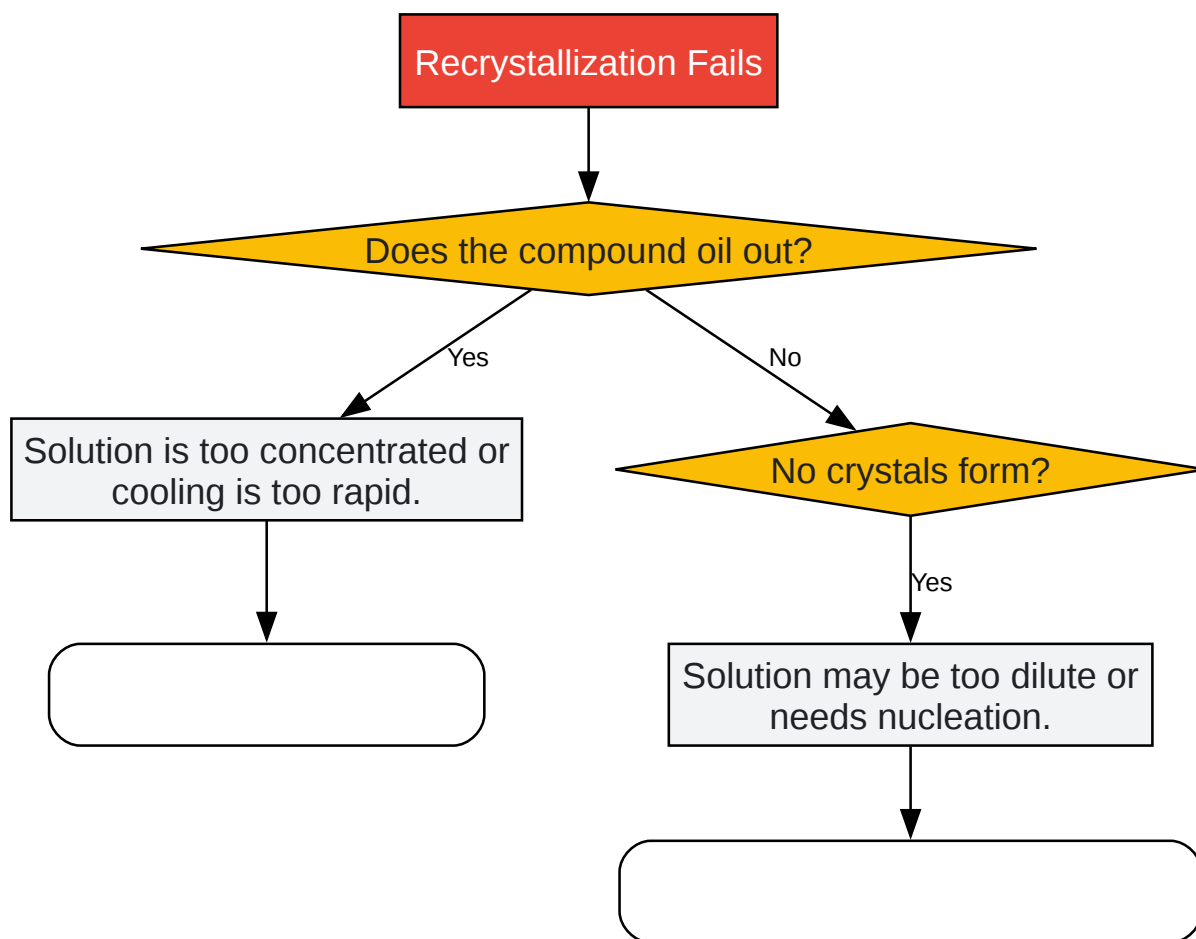 Recrystallization Fails
Does the compound oil out?
Yes
No
Solution is too concentrated or
cooling is too rapid.
No crystals form?
Yes
Solution may be too dilute or
needs nucleation.